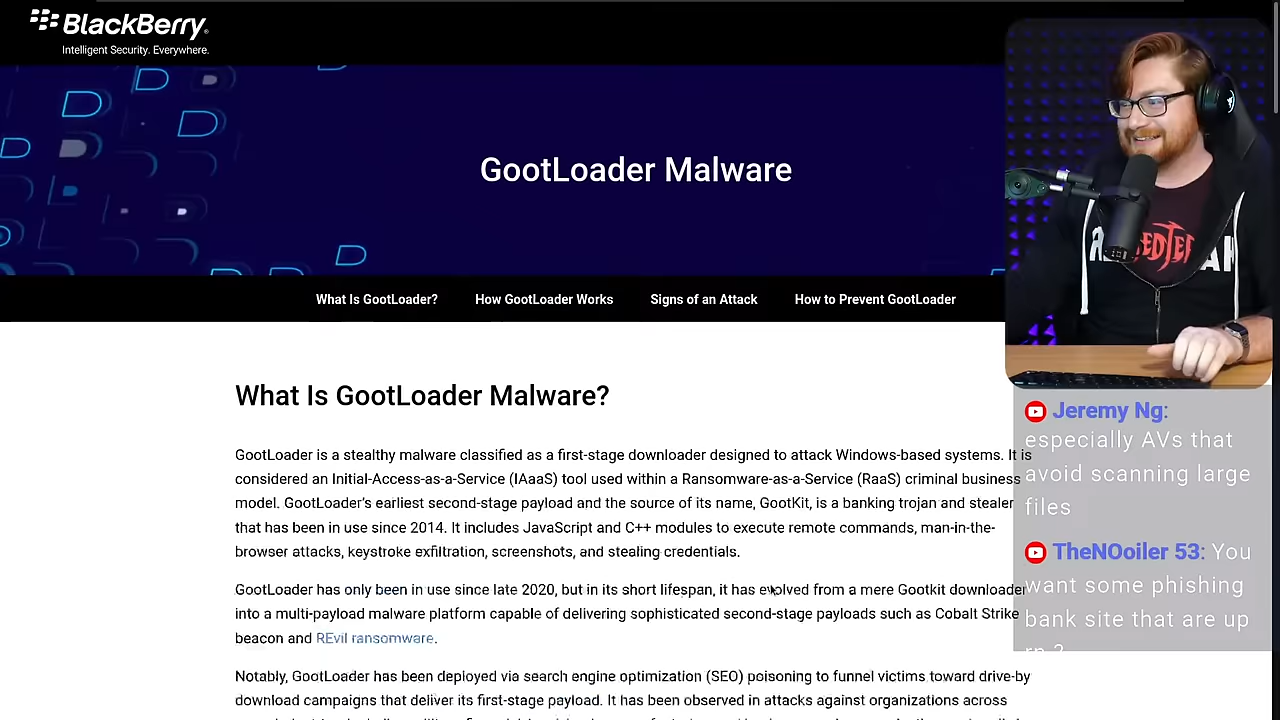 BlackBerry
Intelligent Security. Everywhere.
GootLoader Malware
What Is GootLoader?
How GootLoader Works
Signs of an Attack
How to Prevent GootLoader
What Is GootLoader Malware?
GootLoader is a stealthy malware classified as a first-stage downloader designed to attack Windows-based systems. It is
considered an Initial-Access-as-a-Service (IAaaS) tool used within a Ransomware-as-a-Service (RaaS) criminal business
model. GootLoader's earliest second-stage payload and the source of its name, GootKit, is a banking trojan and stealer
that has been in use since 2014. It includes JavaScript and C++ modules to execute remote commands, man-in-the-
browser attacks, keystroke exfiltration, screenshots, and stealing credentials.
GootLoader has only been in use since late 2020, but in its short lifespan, it has evolved from a mere Gootkit downloader
into a multi-payload malware platform capable of delivering sophisticated second-stage payloads such as Cobalt Strike
beacon and REvil ransomware.
Notably, GootLoader has been deployed via search engine optimization (SEO) poisoning to funnel victims toward drive-by
download campaigns that deliver its first-stage payload. It has been observed in attacks against organizations across
Jeremy Ng:
especially AVs that
avoid scanning large
files
TheNOoiler 53: You
want some phishing
bank site that are up